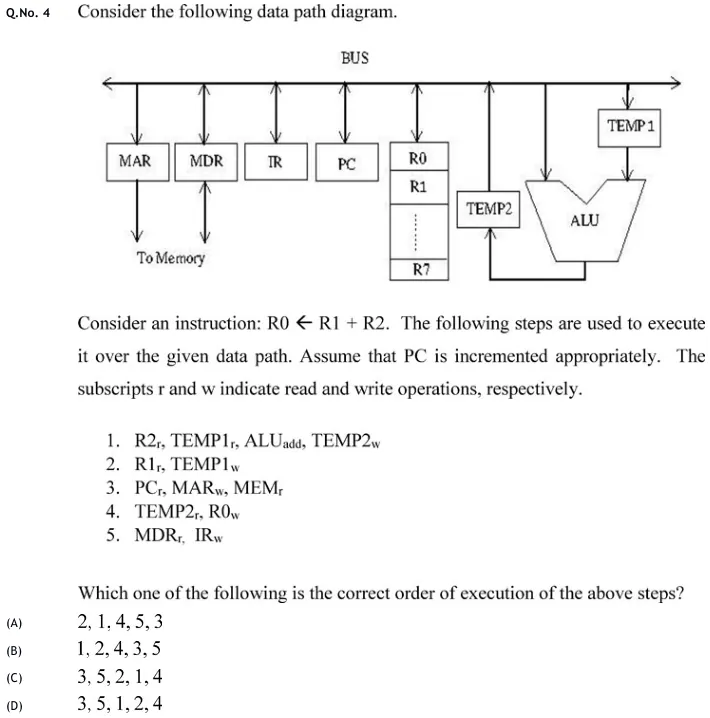 Q.No. 4 Consider the following data path diagram.
BUS
TEMP1
MAR MDR IR PC R0
R1
TEMP2 ALU
To Memory
R7
Consider an instruction: R0 ← R1 + R2. The following steps are used to execute
it over the given data path. Assume that PC is incremented appropriately. The
subscripts r and w indicate read and write operations, respectively.
1. R2r, TEMP1r, ALUadd, TEMP2w
2. R1r, TEMP1w
3. PCr, MARw, MEMr
4. TEMP2r, R0w
5. MDRr, IRw
Which one of the following is the correct order of execution of the above steps?
(A) 2, 1, 4, 5, 3
(B) 1, 2, 4, 3, 5
(C) 3, 5, 2, 1, 4
(D) 3, 5, 1, 2, 4